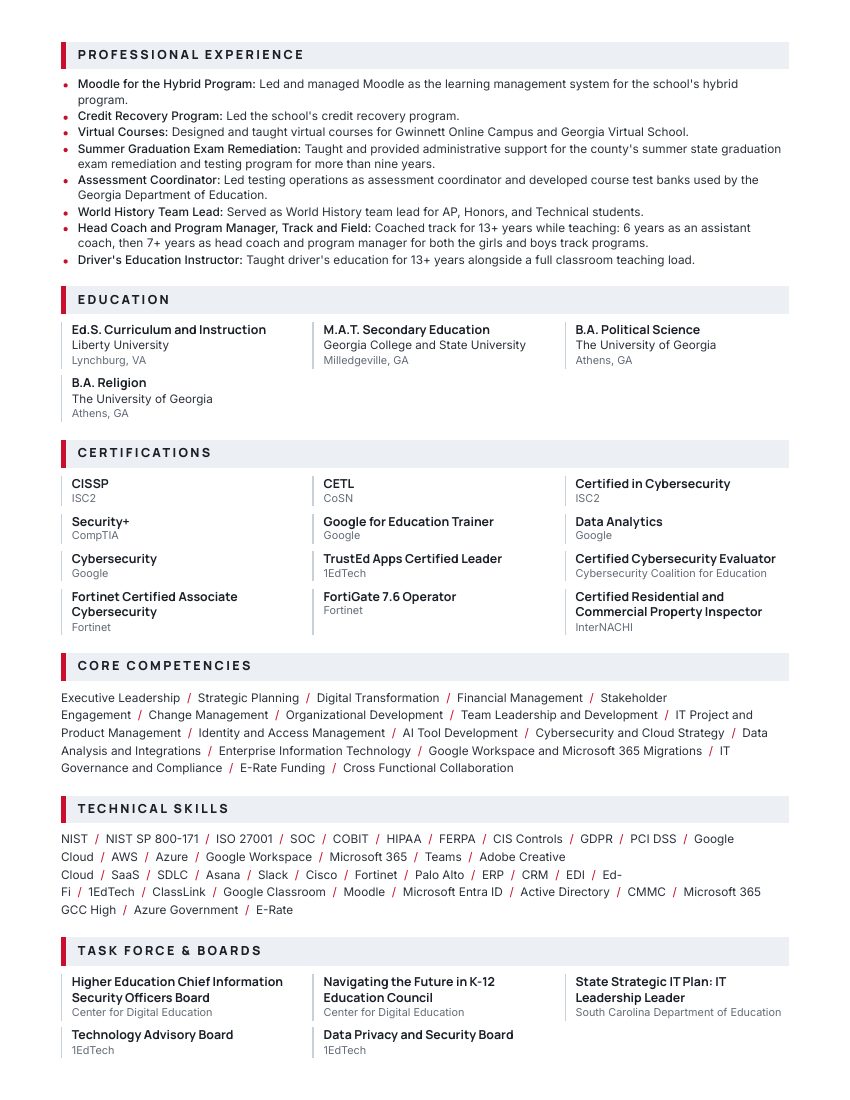 PROFESSIONAL EXPERIENCE
• Moodle for the Hybrid Program: Led and managed Moodle as the learning management system for the school's hybrid
program.
• Credit Recovery Program: Led the school's credit recovery program.
• Virtual Courses: Designed and taught virtual courses for Gwinnett Online Campus and Georgia Virtual School.
• Summer Graduation Exam Remediation: Taught and provided administrative support for the county's summer state graduation
exam remediation and testing program for more than nine years.
• Assessment Coordinator: Led testing operations as assessment coordinator and developed course test banks used by the
Georgia Department of Education.
• World History Team Lead: Served as World History team lead for AP, Honors, and Technical students.
• Head Coach and Program Manager, Track and Field: Coached track for 13+ years while teaching: 6 years as an assistant
coach, then 7+ years as head coach and program manager for both the girls and boys track programs.
• Driver's Education Instructor: Taught driver's education for 13+ years alongside a full classroom teaching load.
EDUCATION
Ed.S. Curriculum and Instruction
Liberty University
Lynchburg, VA
M.A.T. Secondary Education
Georgia College and State University
Milledgeville, GA
B.A. Political Science
The University of Georgia
Athens, GA
B.A. Religion
The University of Georgia
Athens, GA
CERTIFICATIONS
CISSP
ISC2
CETL
CoSN
Certified in Cybersecurity
ISC2
Security+
CompTIA
Google for Education Trainer
Google
Data Analytics
Google
Cybersecurity
Google
TrustEd Apps Certified Leader
1EdTech
Certified Cybersecurity Evaluator
Cybersecurity Coalition for Education
Fortinet Certified Associate
Cybersecurity
Fortinet
FortiGate 7.6 Operator
Fortinet
Certified Residential and
Commercial Property Inspector
InterNACHI
CORE COMPETENCIES
Executive Leadership / Strategic Planning / Digital Transformation / Financial Management / Stakeholder
Engagement / Change Management / Organizational Development / Team Leadership and Development / IT Project and
Product Management / Identity and Access Management / AI Tool Development / Cybersecurity and Cloud Strategy / Data
Analysis and Integrations / Enterprise Information Technology / Google Workspace and Microsoft 365 Migrations / IT
Governance and Compliance / E-Rate Funding / Cross Functional Collaboration
TECHNICAL SKILLS
NIST / NIST SP 800-171 / ISO 27001 / SOC / COBIT / HIPAA / FERPA / CIS Controls / GDPR / PCI DSS / Google
Cloud / AWS / Azure / Google Workspace / Microsoft 365 / Teams / Adobe Creative
Cloud / SaaS / SDLC / Asana / Slack / Cisco / Fortinet / Palo Alto / ERP / CRM / EDI / Ed-
Fi / 1EdTech / ClassLink / Google Classroom / Moodle / Microsoft Entra ID / Active Directory / CMMC / Microsoft 365
GCC High / Azure Government / E-Rate
TASK FORCE & BOARDS
Higher Education Chief Information
Security Officers Board
Center for Digital Education
Navigating the Future in K-12
Education Council
Center for Digital Education
State Strategic IT Plan: IT
Leadership Leader
South Carolina Department of Education
Technology Advisory Board
1EdTech
Data Privacy and Security Board
1EdTech